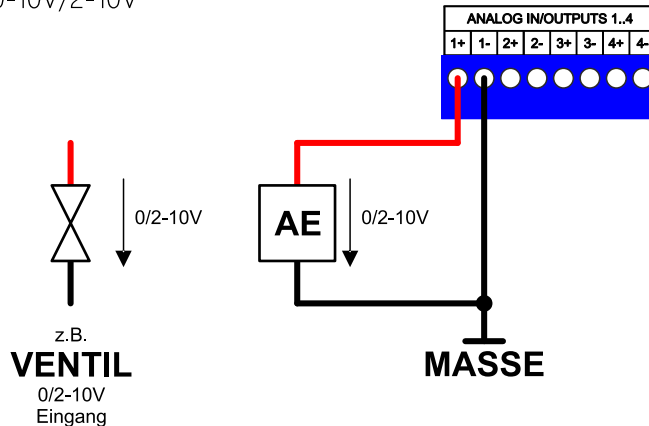 0-10V/2-10V
ANALOG IN/OUTPUTS 1..4
1+ 1- 2+ 2- 3+ 3- 4+ 4-
0/2-10V
AE
0/2-10V
z.B.
VENTIL
0/2-10V
Eingang
MASSE